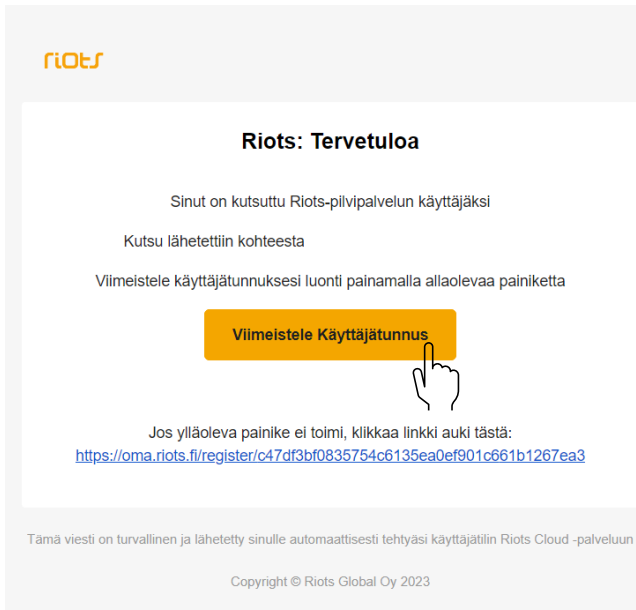 riots
Riots: Tervetuloa
Sinut on kutsuttu Riots-pilvipalvelun käyttäjäksi
Kutsu lähetettiin kohteesta
Viimeistele käyttäjätunnuksesi luonti painamalla allaolevaa painiketta
Viimeistele Käyttäjätunnus
Jos ylläoleva painike ei toimi, klikkaa linkki auki tästä:
https://oma.riots.fi/register/c47df3bf0835754c6135ea0ef901c661b1267ea3
Tämä viesti on turvallinen ja lähetetty sinulle automaattisesti tehtyäsi käyttäjätilin Riots Cloud -palveluun
Copyright © Riots Global Oy 2023